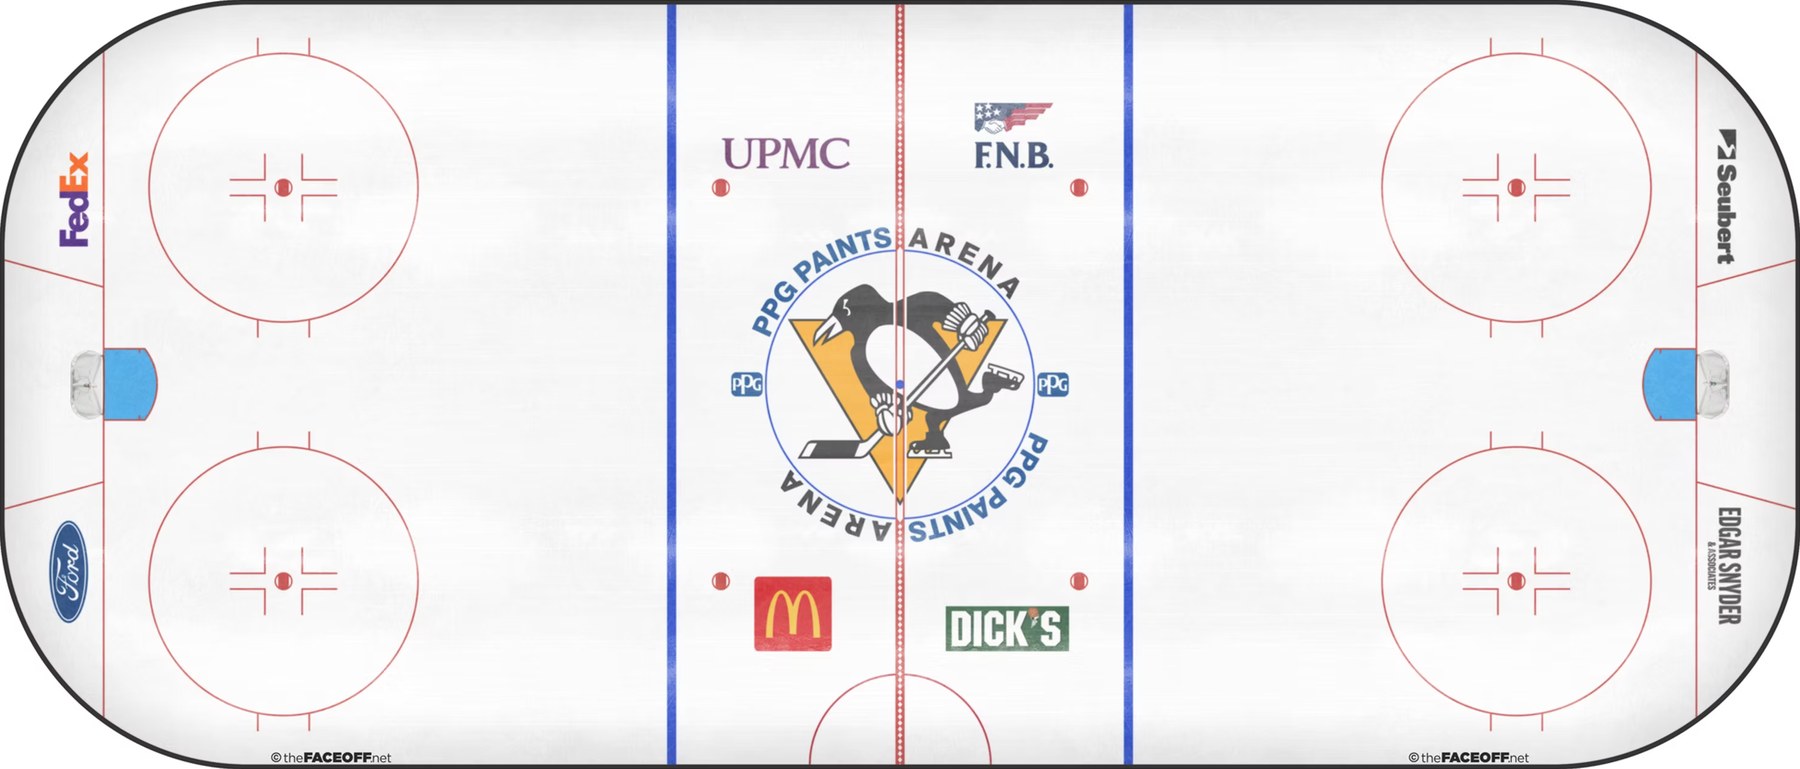 UPMC
F.N.B.
FedEx
Seubert
PPG PAINTS ARENA
PPG
PPG
PPG PAINTS ARENA
Ford
EDGAR SNYDER
& ASSOCIATES
M
DICK'S
©theFACEOFF.net
©theFACEOFF.net